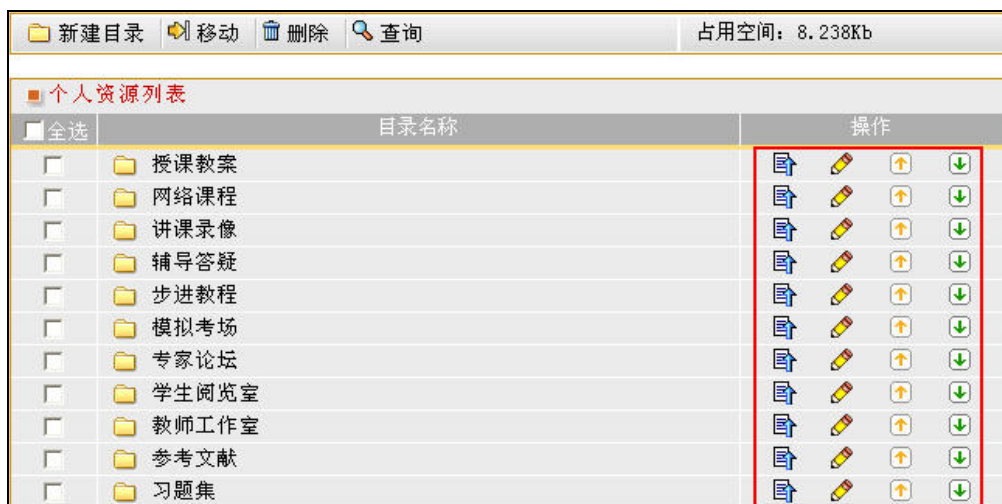 新建目录 移动 删除 查询 占用空间：8.238Kb
个人资源列表
全选 目录名称 操作
授课教案
网络课程
讲课录像
辅导答疑
步进教程
模拟考场
专家论坛
学生阅览室
教师工作室
参考文献
习题集